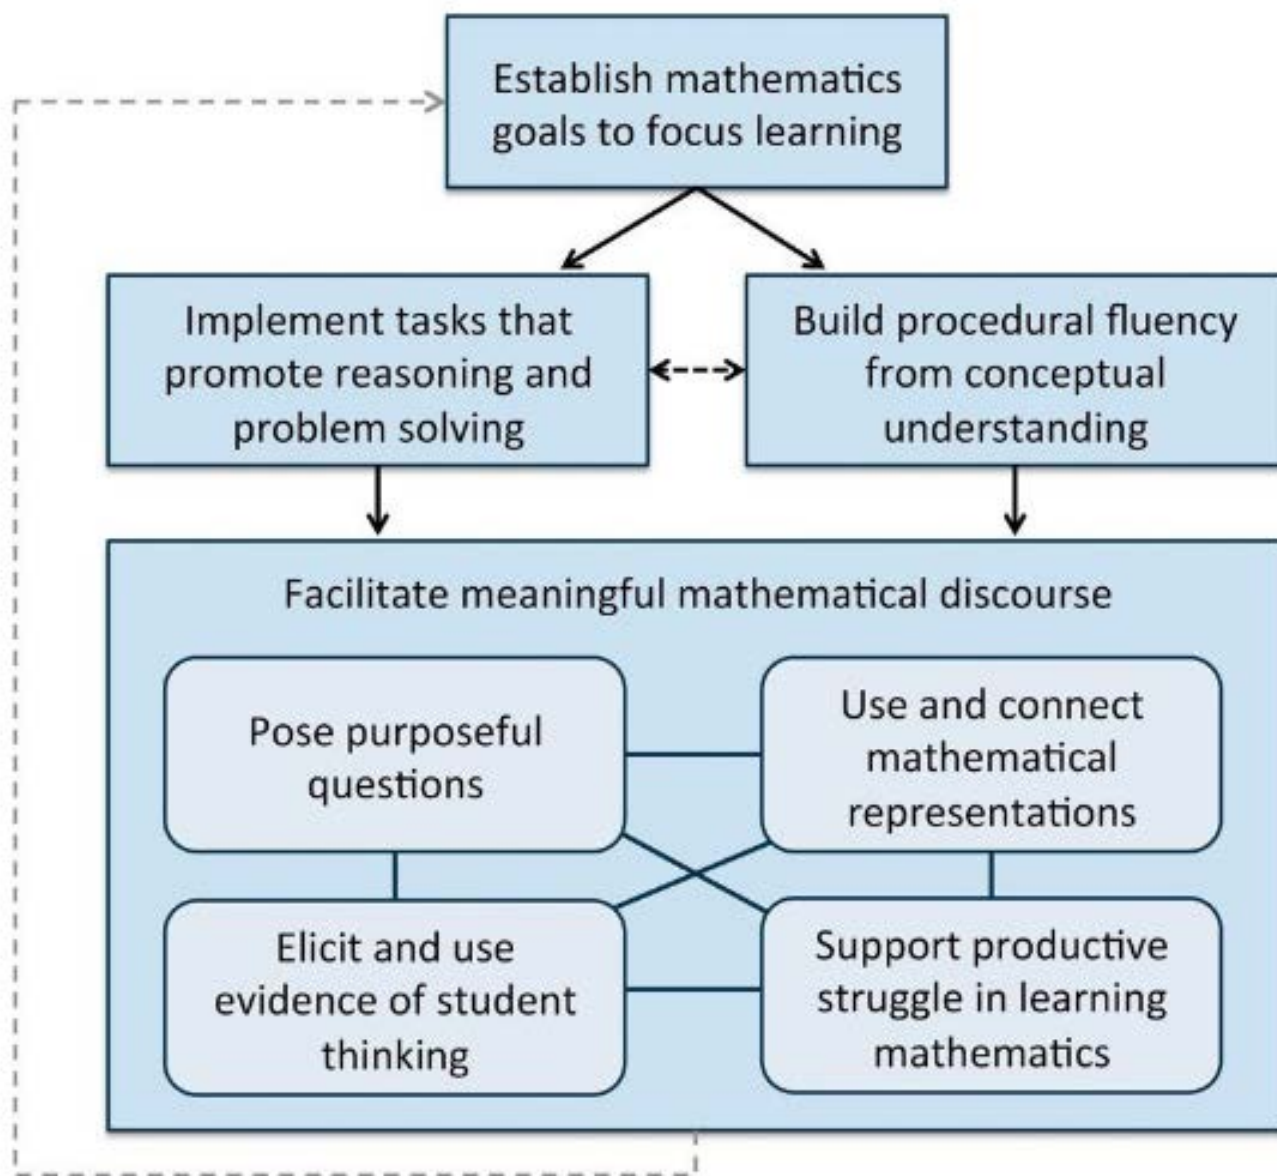 Establish mathematics
goals to focus learning
Implement tasks that
promote reasoning and
problem solving
Build procedural fluency
from conceptual
understanding
Facilitate meaningful mathematical discourse
Pose purposeful
questions
Use and connect
mathematical
representations
Elicit and use
evidence of student
thinking
Support productive
struggle in learning
mathematics